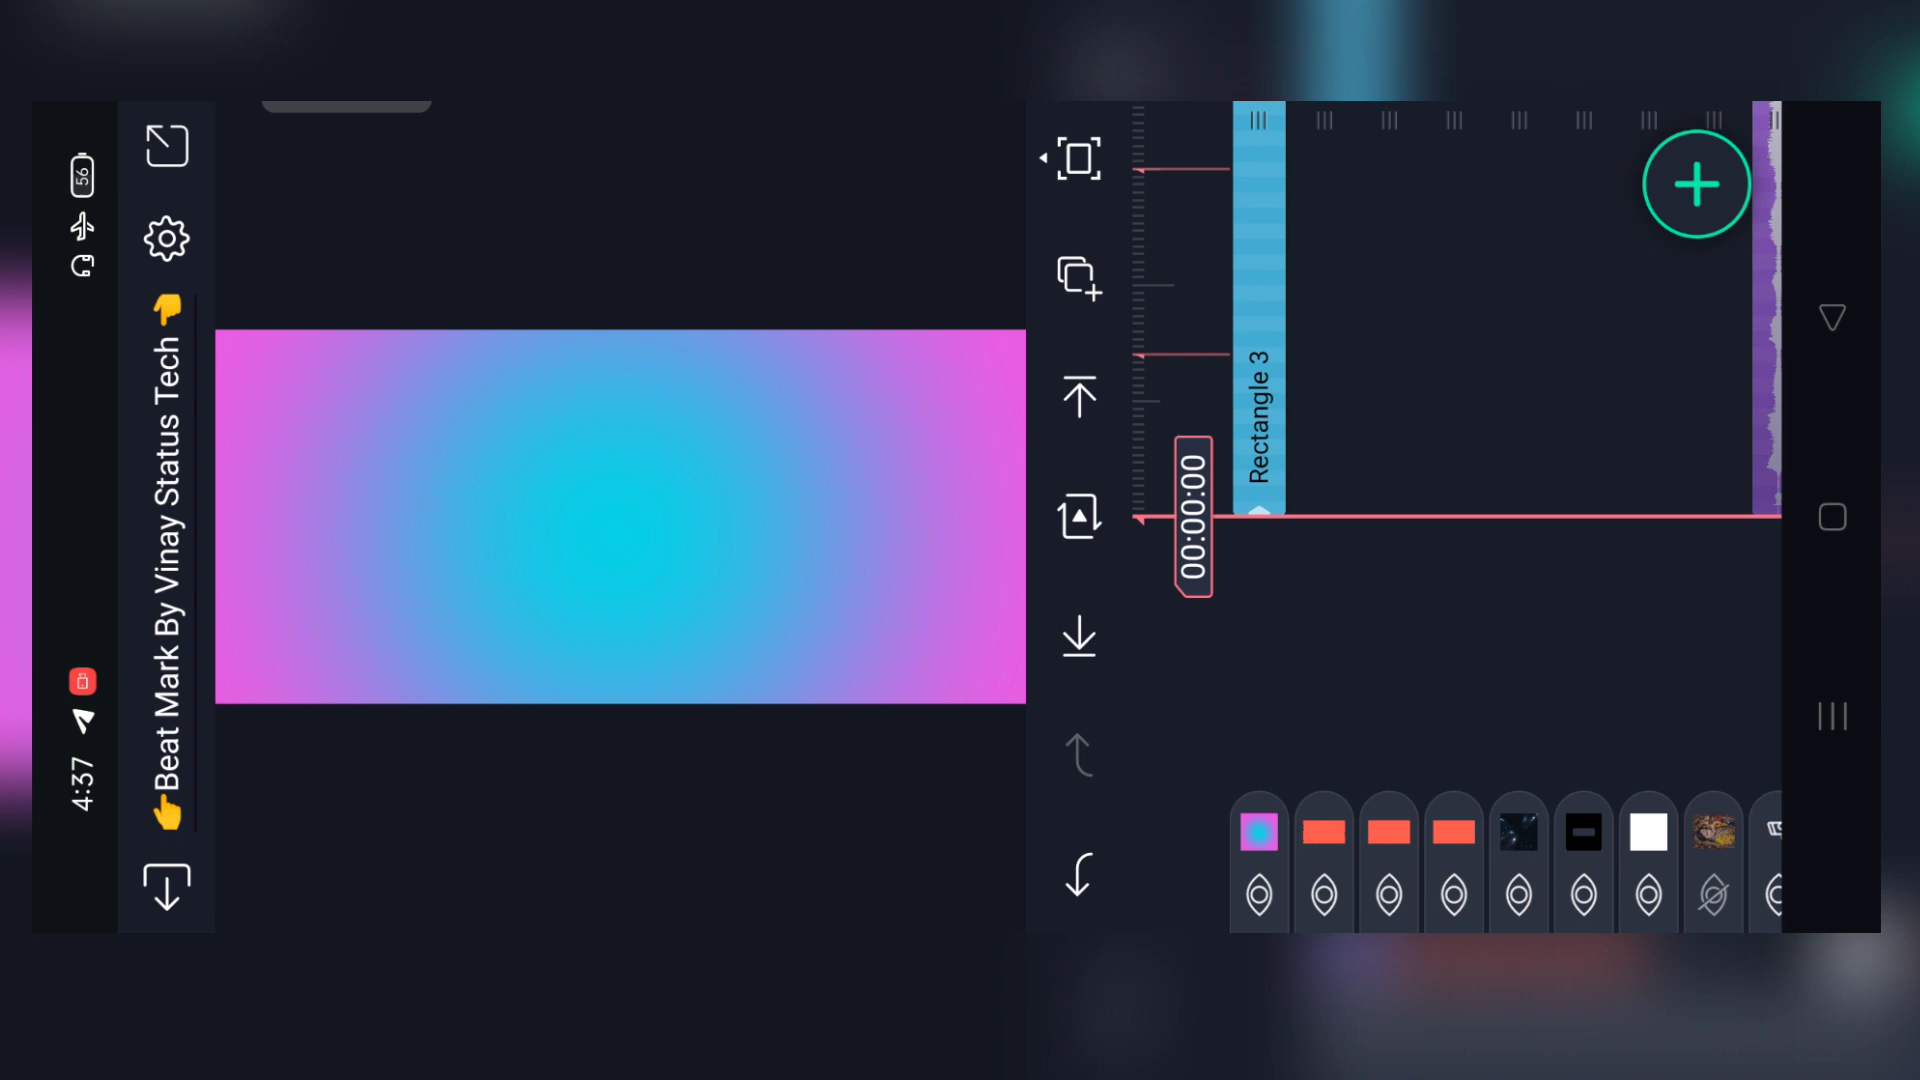 4:37
56
👉Beat Mark By Vinay Status Tech 👈
00:00:00
Rectangle 3